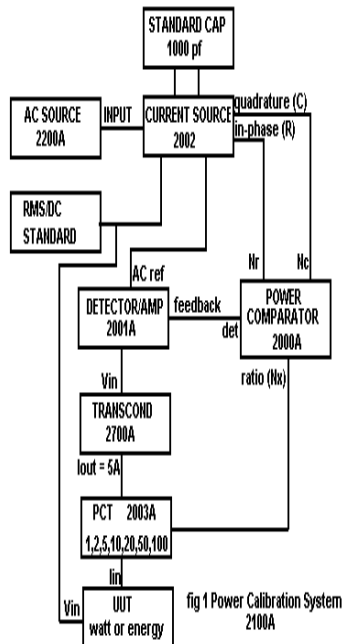 STANDARD CAP
1000 pf
AC SOURCE
2200A
INPUT
CURRENT SOURCE
2002
quadrature (C)
in-phase (R)
RMS/DC
STANDARD
AC ref
Nr
Nc
DETECTOR/AMP
2001A
feedback
det
POWER
COMPARATOR
2000A
Vin
ratio (Nx)
TRANSCOND
2700A
Iout = 5A
PCT 2003A
1,2,5,10,20,50,100
Iin
Vin
UUT
watt or energy
fig 1 Power Calibration System
2100A